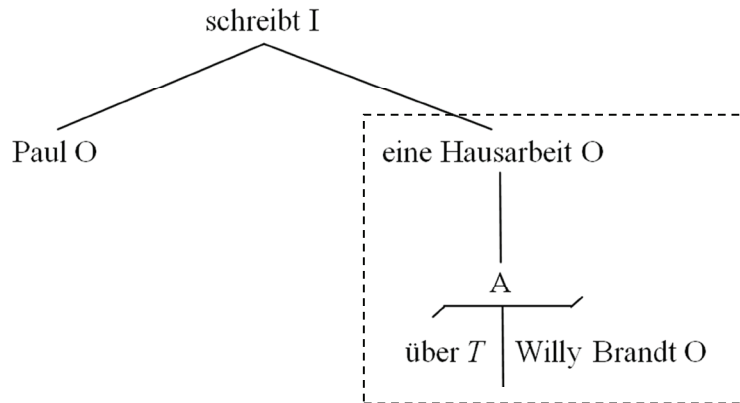 schreibt I
Paul O
eine Hausarbeit O
A
über T
Willy Brandt O